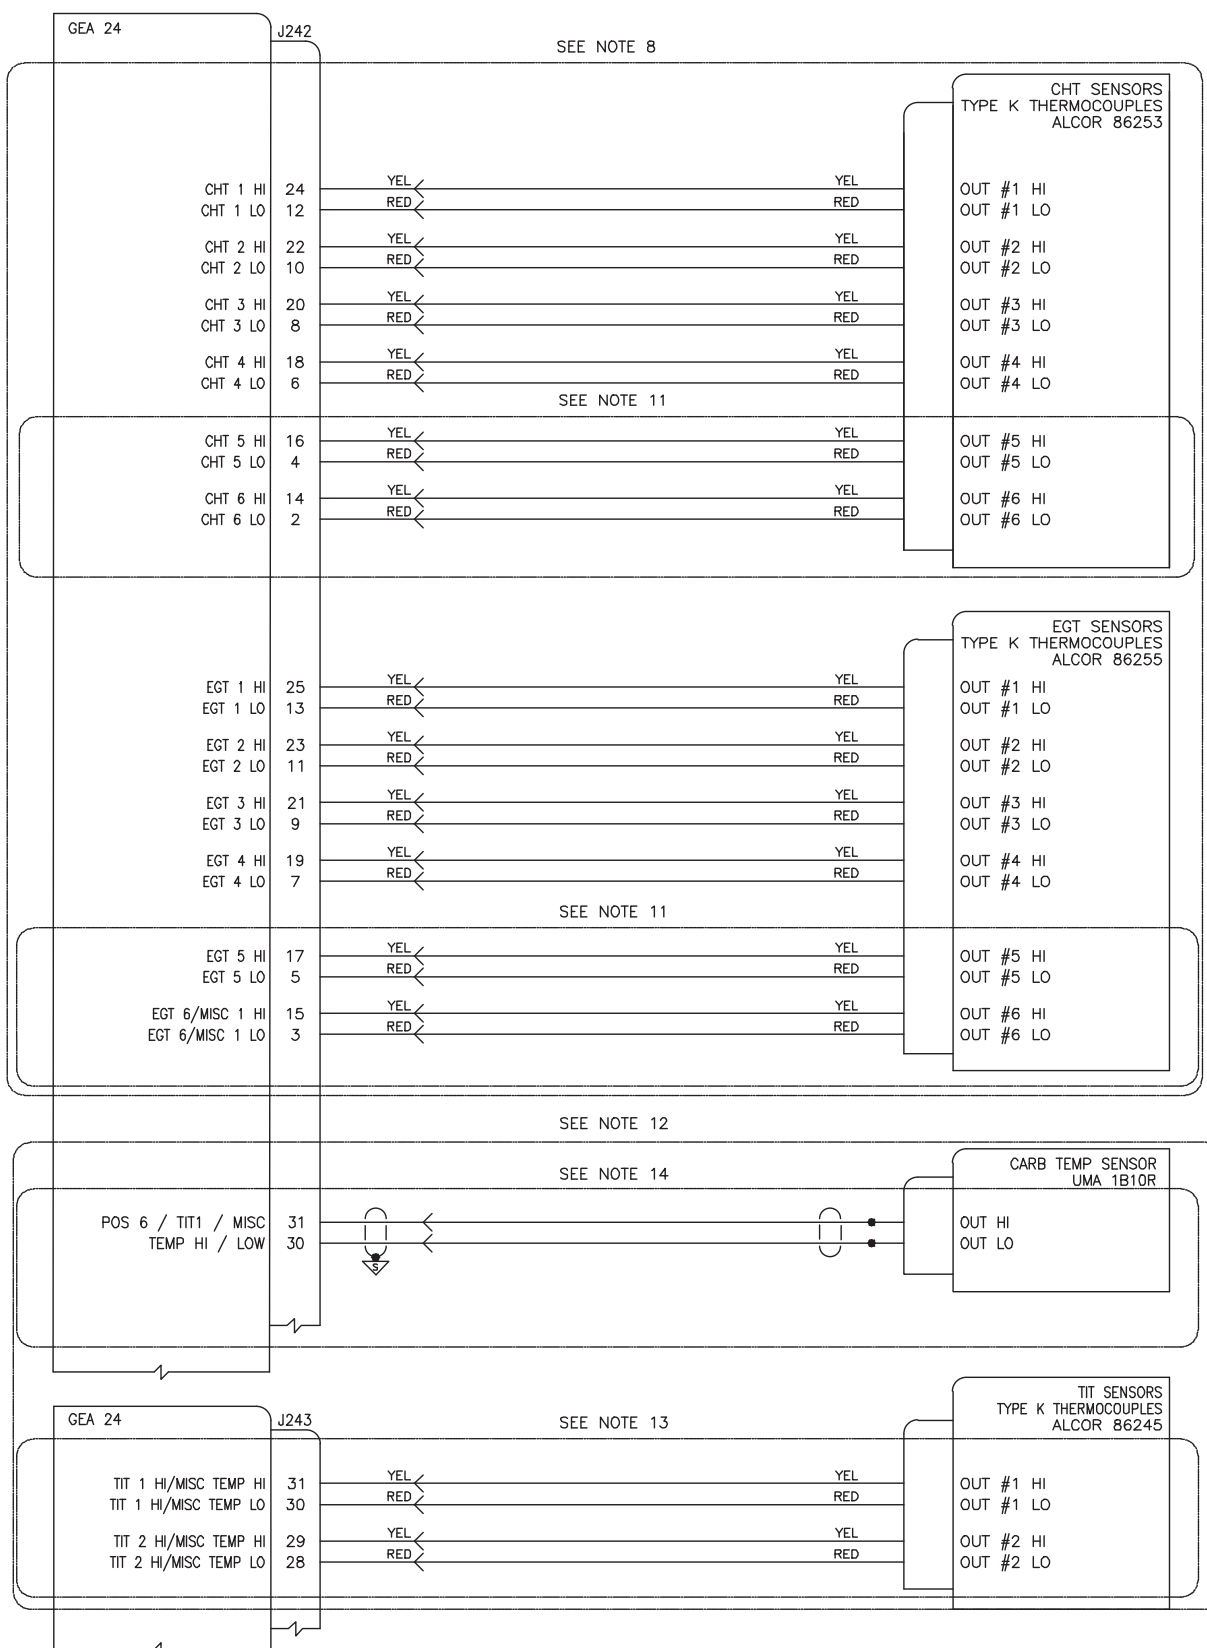 GEA 24
J242
SEE NOTE 8
CHT SENSORS
TYPE K THERMOCOUPLES
ALCOR 86253
CHT 1 HI 24 YEL YEL OUT #1 HI
CHT 1 LO 12 RED RED OUT #1 LO
CHT 2 HI 22 YEL YEL OUT #2 HI
CHT 2 LO 10 RED RED OUT #2 LO
CHT 3 HI 20 YEL YEL OUT #3 HI
CHT 3 LO 8 RED RED OUT #3 LO
CHT 4 HI 18 YEL YEL OUT #4 HI
CHT 4 LO 6 RED RED OUT #4 LO
SEE NOTE 11
CHT 5 HI 16 YEL YEL OUT #5 HI
CHT 5 LO 4 RED RED OUT #5 LO
CHT 6 HI 14 YEL YEL OUT #6 HI
CHT 6 LO 2 RED RED OUT #6 LO
EGT SENSORS
TYPE K THERMOCOUPLES
ALCOR 86255
EGT 1 HI 25 YEL YEL OUT #1 HI
EGT 1 LO 13 RED RED OUT #1 LO
EGT 2 HI 23 YEL YEL OUT #2 HI
EGT 2 LO 11 RED RED OUT #2 LO
EGT 3 HI 21 YEL YEL OUT #3 HI
EGT 3 LO 9 RED RED OUT #3 LO
EGT 4 HI 19 YEL YEL OUT #4 HI
EGT 4 LO 7 RED RED OUT #4 LO
SEE NOTE 11
EGT 5 HI 17 YEL YEL OUT #5 HI
EGT 5 LO 5 RED RED OUT #5 LO
EGT 6/MISC 1 HI 15 YEL YEL OUT #6 HI
EGT 6/MISC 1 LO 3 RED RED OUT #6 LO
SEE NOTE 12
SEE NOTE 14
CARB TEMP SENSOR
UMA 1B10R
POS 6 / TIT1 / MISC 31 OUT HI
TEMP HI / LOW 30 OUT LO
S
GEA 24
J243
SEE NOTE 13
TIT SENSORS
TYPE K THERMOCOUPLES
ALCOR 86245
TIT 1 HI/MISC TEMP HI 31 YEL YEL OUT #1 HI
TIT 1 HI/MISC TEMP LO 30 RED RED OUT #1 LO
TIT 2 HI/MISC TEMP HI 29 YEL YEL OUT #2 HI
TIT 2 HI/MISC TEMP LO 28 RED RED OUT #2 LO